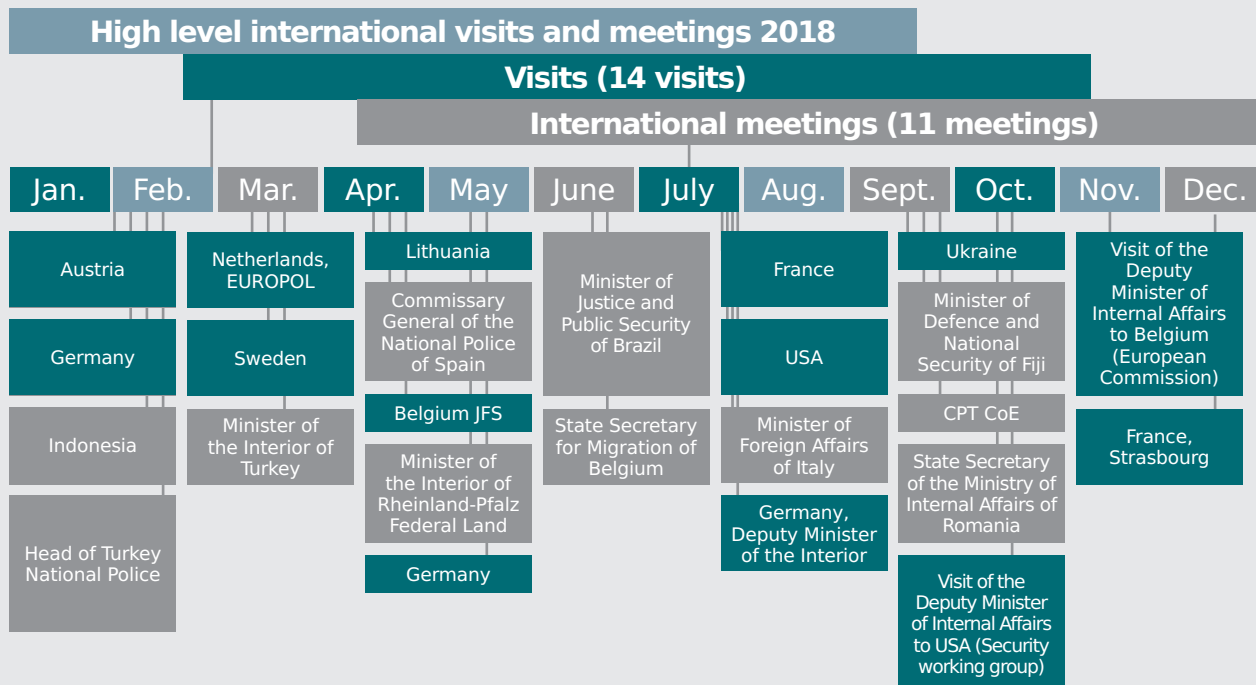 High level international visits and meetings 2018
Visits (14 visits)
International meetings (11 meetings)
Jan.
Feb.
Mar.
Apr.
May
June
July
Aug.
Sept.
Oct.
Nov.
Dec.
Austria
Germany
Indonesia
Head of Turkey
National Police
Netherlands,
EUROPOL
Sweden
Minister of
the Interior of
Turkey
Lithuania
Commissary
General of the
National Police
of Spain
Belgium JFS
Minister of
the Interior of
Rheinland-Pfalz
Federal Land
Germany
Minister of
Justice and
Public Security
of Brazil
State Secretary
for Migration of
Belgium
France
USA
Minister of
Foreign Affairs
of Italy
Germany,
Deputy Minister
of the Interior
Ukraine
Minister of
Defence and
National
Security of Fiji
CPT CoE
State Secretary
of the Ministry of
Internal Affairs of
Romania
Visit of the
Deputy Minister
of Internal Affairs
to USA (Security
working group)
Visit of the
Deputy
Minister of
Internal Affairs
to Belgium
(European
Commission)
France,
Strasbourg